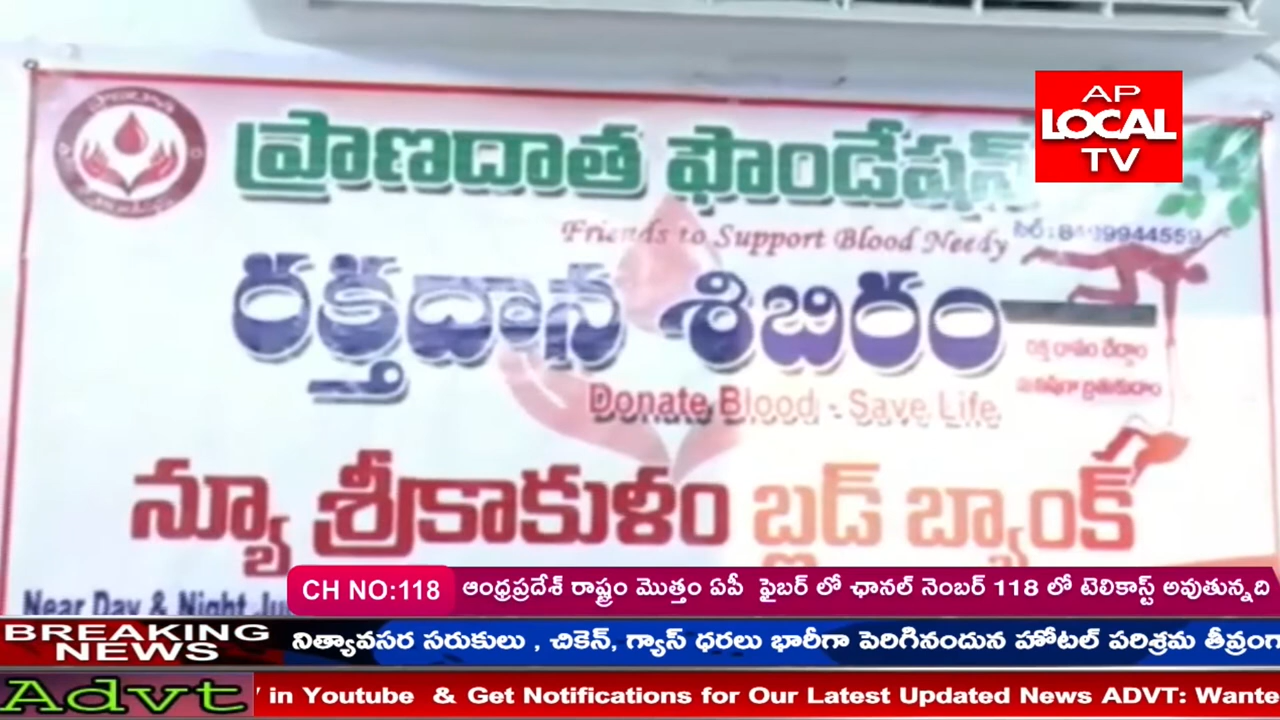 ప్రాణదాత ఫౌండేషన్
AP
LOCAL
TV
Friends to Support Blood Needy
రక్తదాన శిబిరం
Donate Blood - Save Life
న్యూ శ్రీకాకుళం బ్లడ్ బ్యాంక్
Near Day & Night
CH NO:118 ఆంధ్రప్రదేశ్ రాష్ట్రం మొత్తం ఏపీ ఫైబర్ లో ఛానల్ నెంబర్ 118 లో టెలికాస్ట్ అవుతున్నది
BREAKING NEWS నిత్యావసర సరుకులు , చికెన్, గ్యాస్ ధరలు భారీగా పెరిగినందున హోటల్ పరిశ్రమ తీవ్రంగా
Advt in Youtube & Get Notifications for Our Latest Updated News ADVT: Wante